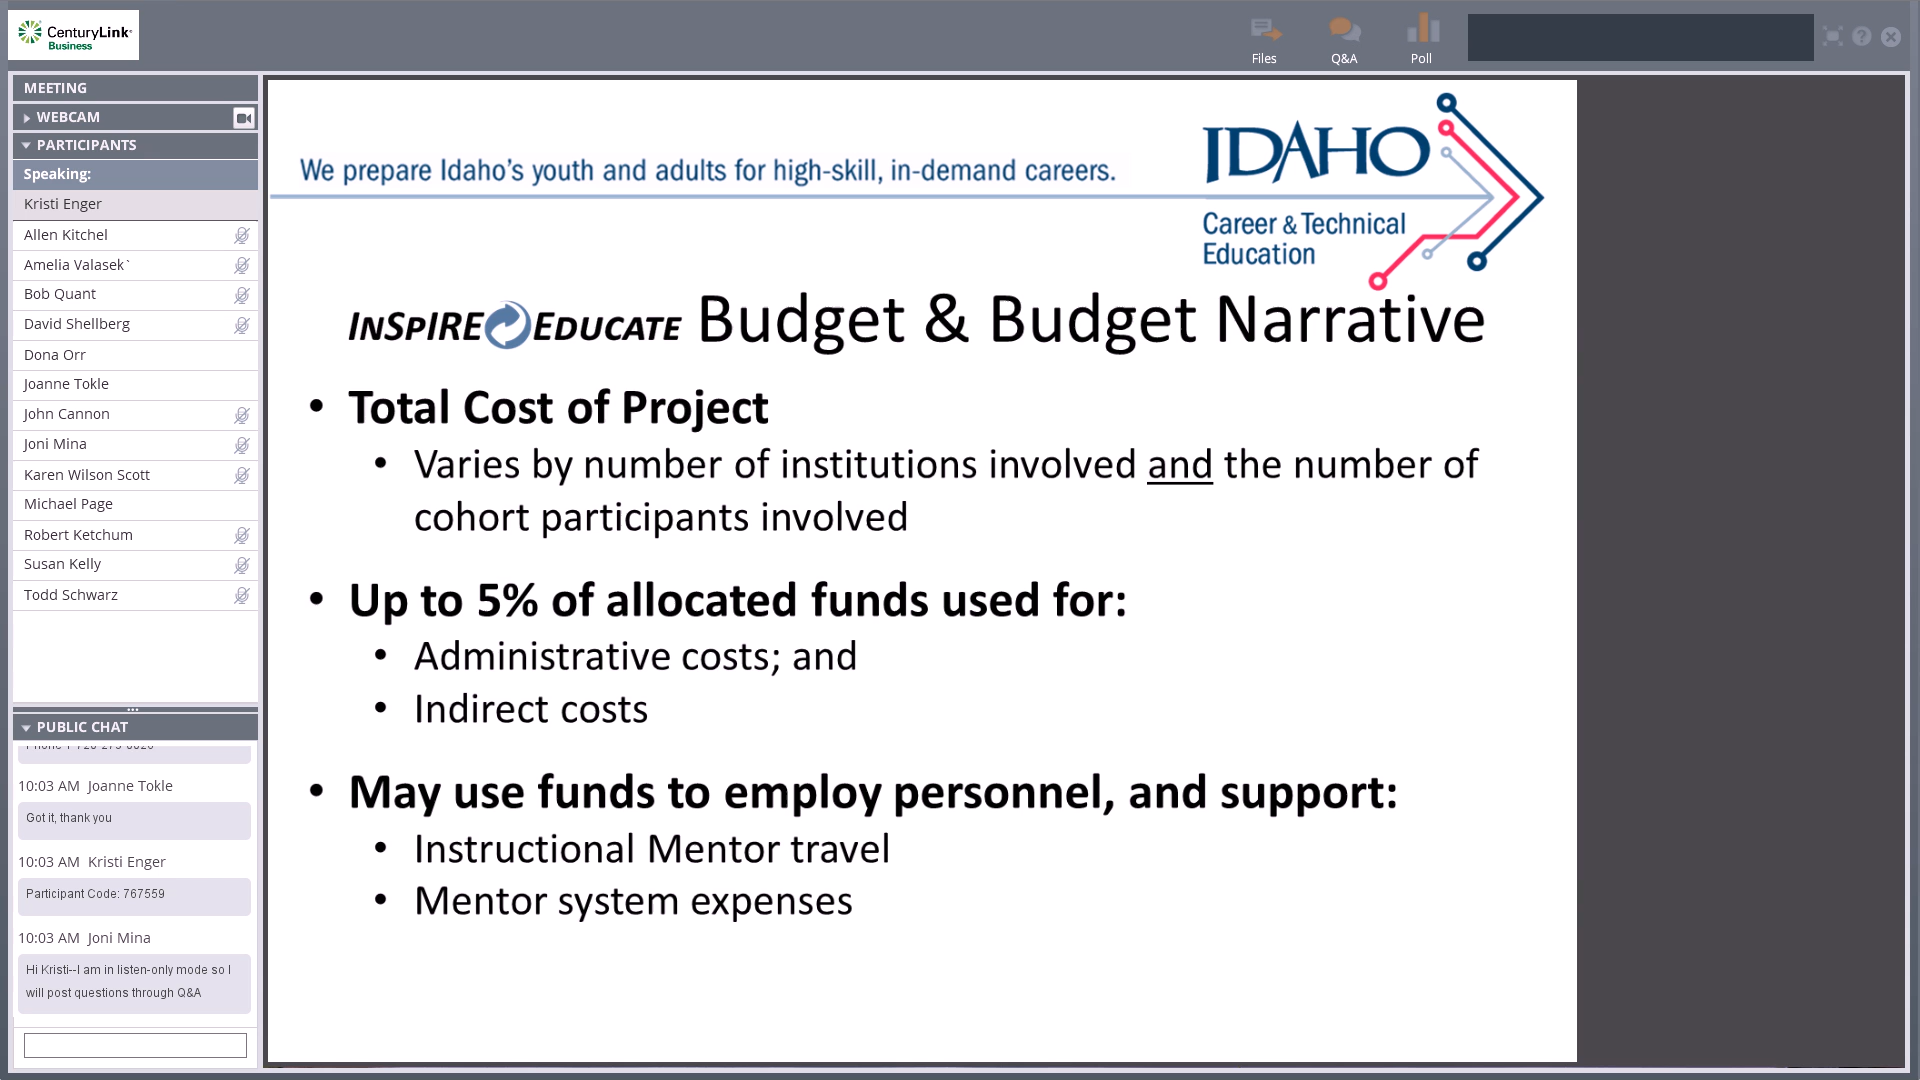 CenturyLink®
Business
Files
Q&A
Poll
MEETING
WEBCAM
PARTICIPANTS
Speaking:
Kristi Enger
Allen Kitchel
Amelia Valasek`
Bob Quant
David Shellberg
Dona Orr
Joanne Tokle
John Cannon
Joni Mina
Karen Wilson Scott
Michael Page
Robert Ketchum
Susan Kelly
Todd Schwarz
PUBLIC CHAT
10:03 AM Joanne Tokle
Got it, thank you
10:03 AM Kristi Enger
Participant Code: 767559
10:03 AM Joni Mina
Hi Kristi--I am in listen-only mode so I
will post questions through Q&A
We prepare Idaho's youth and adults for high-skill, in-demand careers.
IDAHO
Career & Technical
Education
INSPIRE EDUCATE Budget & Budget Narrative
• Total Cost of Project
• Varies by number of institutions involved and the number of
cohort participants involved
• Up to 5% of allocated funds used for:
• Administrative costs; and
• Indirect costs
• May use funds to employ personnel, and support:
• Instructional Mentor travel
• Mentor system expenses